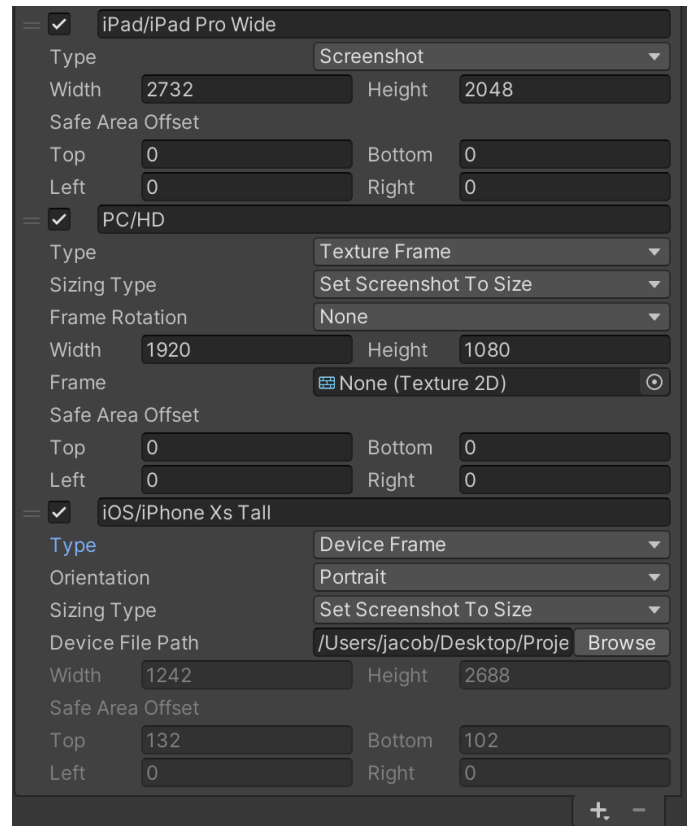 iPad/iPad Pro Wide
Type Screenshot
Width 2732 Height 2048
Safe Area Offset
Top 0 Bottom 0
Left 0 Right 0
PC/HD
Type Texture Frame
Sizing Type Set Screenshot To Size
Frame Rotation None
Width 1920 Height 1080
Frame None (Texture 2D)
Safe Area Offset
Top 0 Bottom 0
Left 0 Right 0
iOS/iPhone Xs Tall
Type Device Frame
Orientation Portrait
Sizing Type Set Screenshot To Size
Device File Path /Users/jacob/Desktop/Proje Browse
Width 1242 Height 2688
Safe Area Offset
Top 132 Bottom 102
Left 0 Right 0